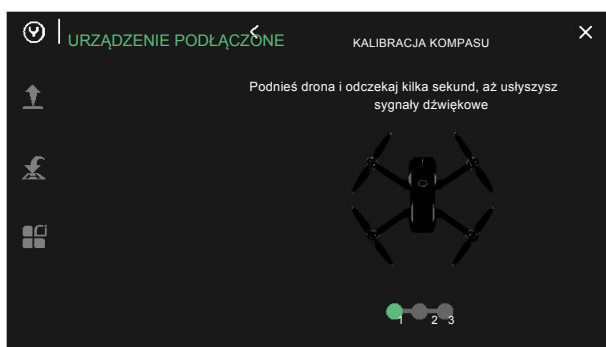 URZĄDZENIE PODŁĄCZONE
KALIBRACJA KOMPASU
Podnieś drona i odczekaj kilka sekund, aż usłyszysz
sygnały dźwiękowe
1 2 3